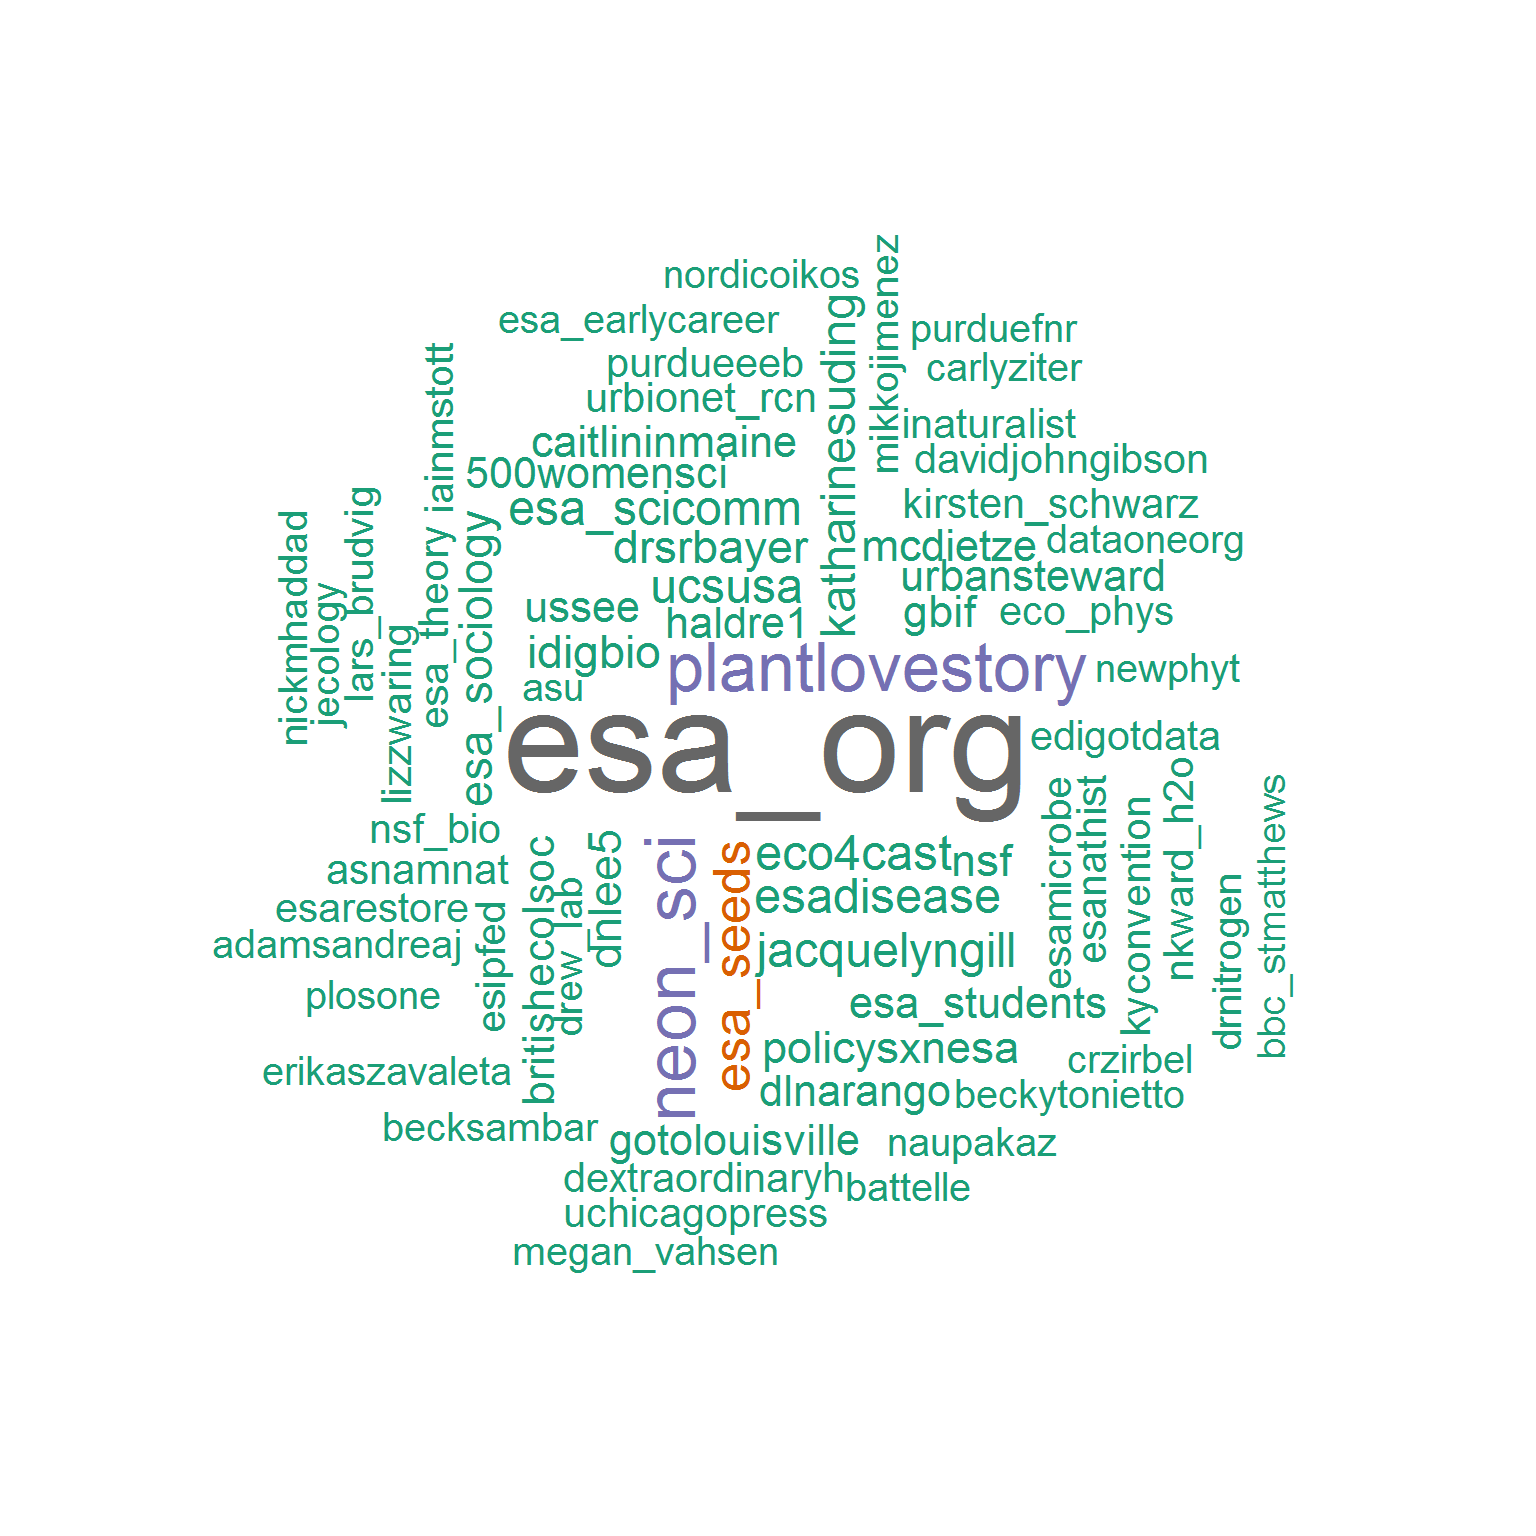 nordicoikos
esa_earlycareer
purdueeeb
urbionet_rcn
caitlininmaine
500womensci
esa_scicomm
drsrbayer
ucsusa
ussee
haldre1
idigbio
asu
katharinesuding
mikkojimenez
purduefnr
carlyziter
inaturalist
davidjohngibson
kirsten_schwarz
mcdietze
dataoneorg
urbansteward
gbif
eco_phys
plantlovestory
newphyt
nickmhaddad
jecology
lars_brudvig
lizzwaring
iainmstott
esa_theory
esa_sociology
esa_org
edigotdata
nsf_bio
asnamnat
esarestore
adamsandreaj
plosone
esipfed
britishecolsoc
drew_lab
dnlee5
neon_sci
esa_seeds
eco4cast
nsf
esadisease
jacquelyngill
esa_students
policysxnesa
dlnarango
esamicrobe
esanathist
kyconvention
nkward_h2o
drnitrogen
bbc_stmatthews
crzirbel
beckytonietto
erikaszavaleta
becksambar
gotolouisville
naupakaz
dextraordinaryh
battelle
uchicagopress
megan_vahsen